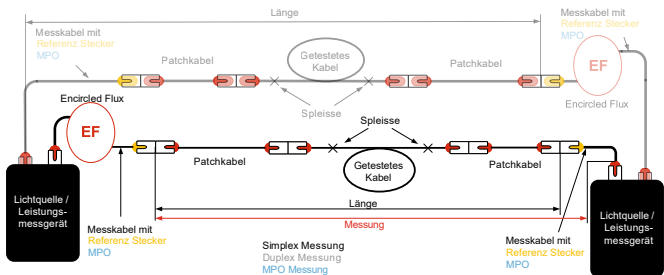 Länge
Messkabel mit
Referenz Stecker
MPO
Patchkabel
Getestetes
Kabel
Patchkabel
Messkabel mit
Referenz Stecker
MPO
EF
Encircled Flux
Spleisse
Encircled Flux
EF
Spleisse
Patchkabel
Getestetes
Kabel
Patchkabel
Lichtquelle /
Leistungs-
messgerät
Lichtquelle /
Leistungs-
messgerät
Messkabel mit
Referenz Stecker
MPO
Länge
Messung
Messkabel mit
Referenz Stecker
MPO
Simplex Messung
Duplex Messung
MPO Messung